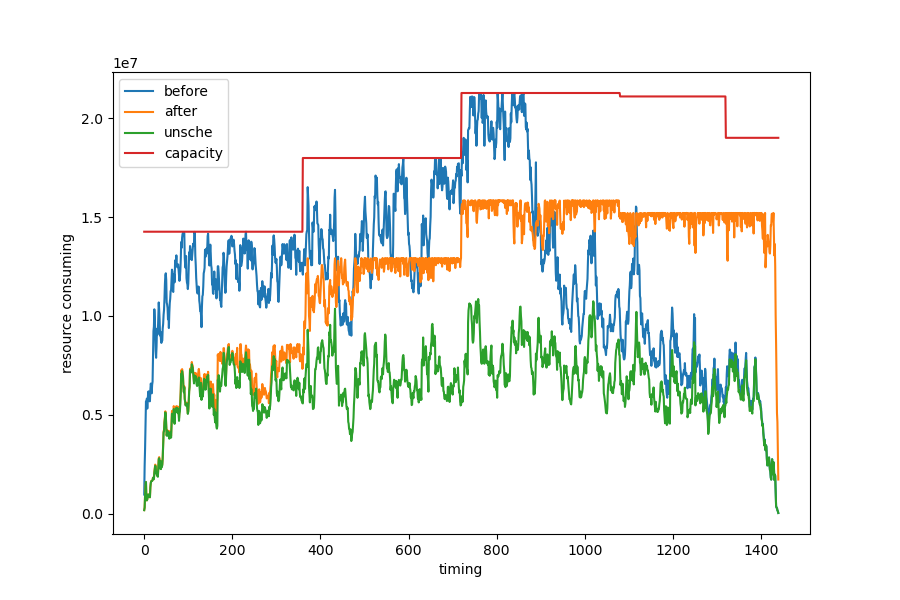 1e7
before
after
unsche
capacity
2.0
1.5
1.0
0.5
0.0
resource consuming
0 200 400 600 800 1000 1200 1400
timing